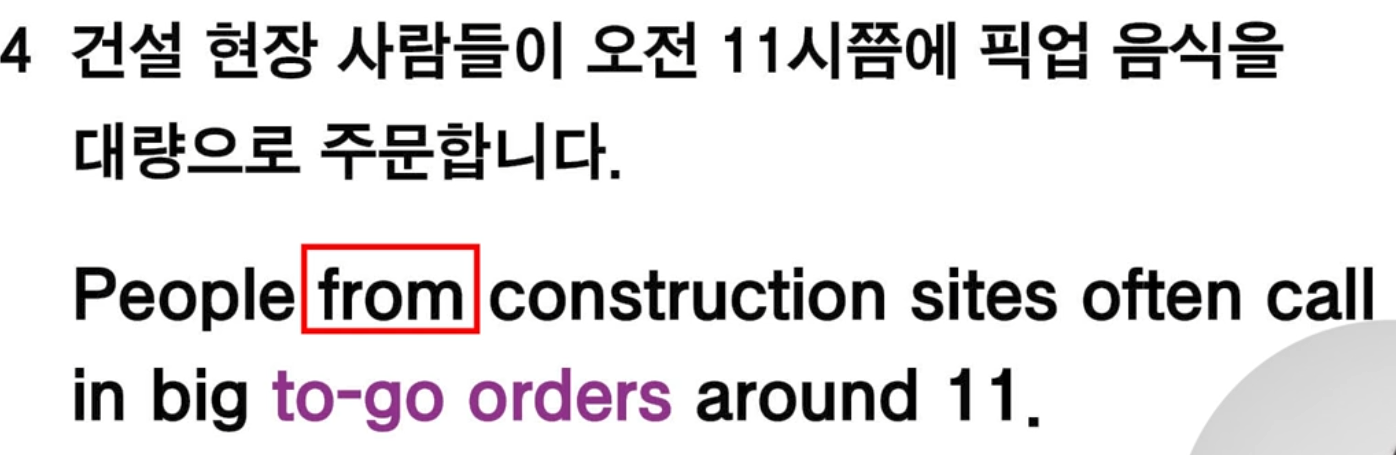 4 건설 현장 사람들이 오전 11시쯤에 픽업 음식을
대량으로 주문합니다.
People from construction sites often call
in big to-go orders around 11.